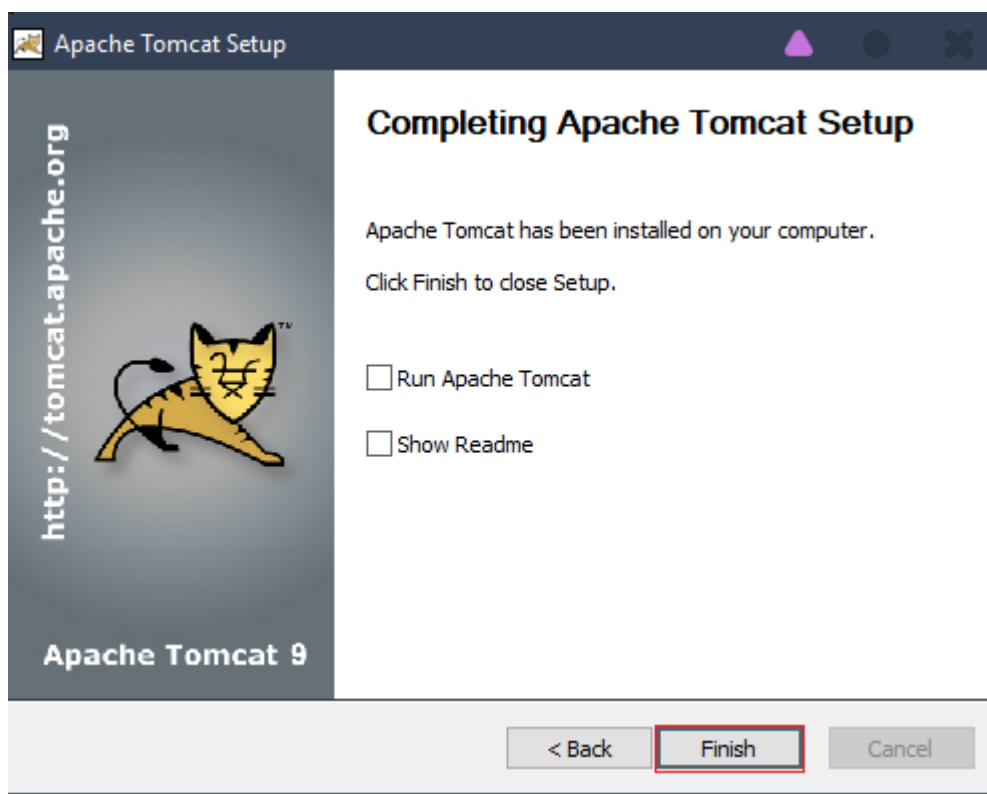 Apache Tomcat Setup
http://tomcat.apache.org
Completing Apache Tomcat Setup
Apache Tomcat has been installed on your computer.
Click Finish to close Setup.
Run Apache Tomcat
Show Readme
TM
Apache Tomcat 9
< Back
Finish
Cancel